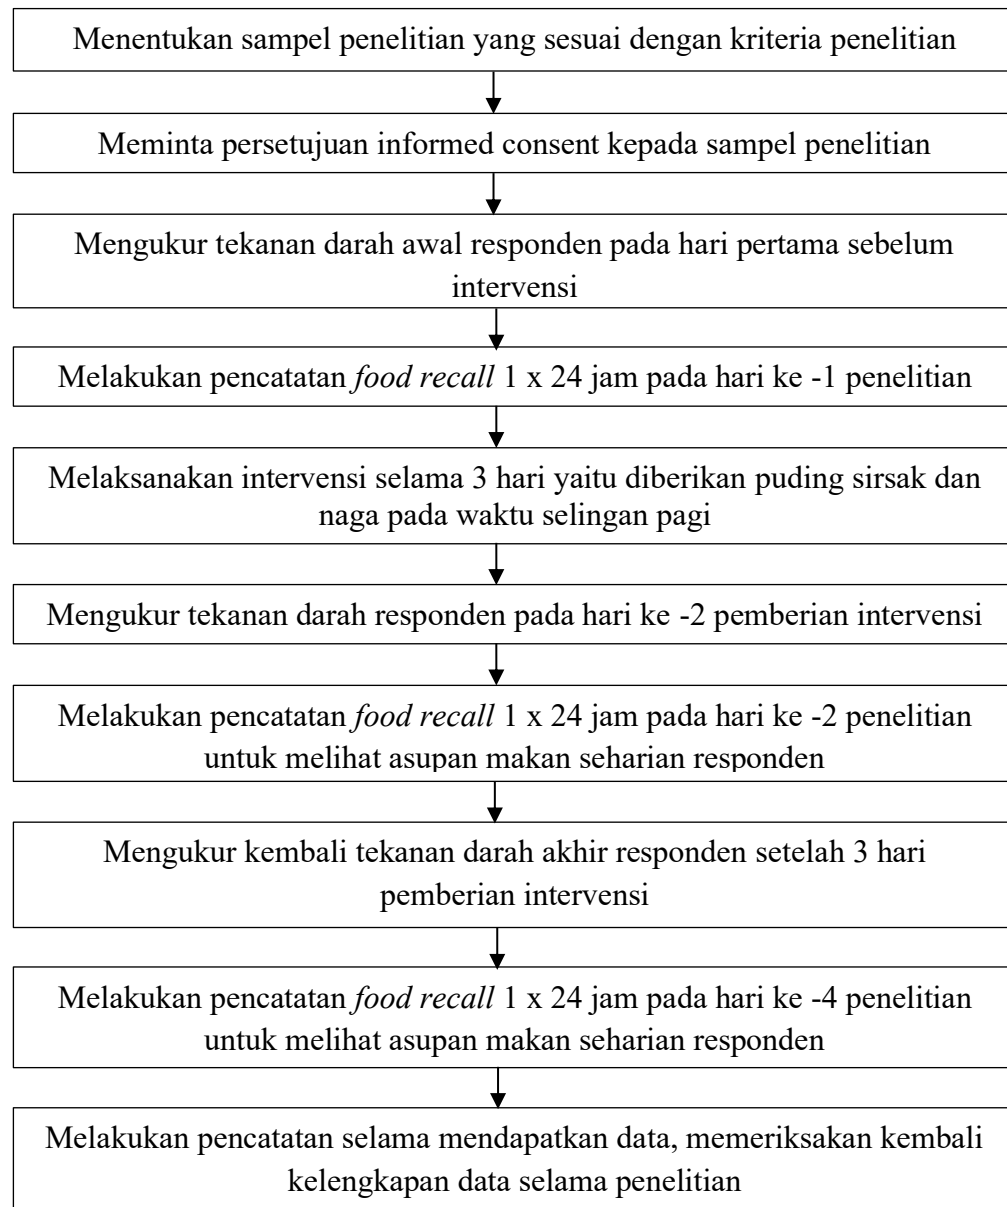 Menentukan sampel penelitian yang sesuai dengan kriteria penelitian
Meminta persetujuan informed consent kepada sampel penelitian
Mengukur tekanan darah awal responden pada hari pertama sebelum
intervensi
Melakukan pencatatan food recall 1 x 24 jam pada hari ke -1 penelitian
Melaksanakan intervensi selama 3 hari yaitu diberikan puding sirsak dan
naga pada waktu selingan pagi
Mengukur tekanan darah responden pada hari ke -2 pemberian intervensi
Melakukan pencatatan food recall 1 x 24 jam pada hari ke -2 penelitian
untuk melihat asupan makan seharian responden
Mengukur kembali tekanan darah akhir responden setelah 3 hari
pemberian intervensi
Melakukan pencatatan food recall 1 x 24 jam pada hari ke -4 penelitian
untuk melihat asupan makan seharian responden
Melakukan pencatatan selama mendapatkan data, memeriksakan kembali
kelengkapan data selama penelitian